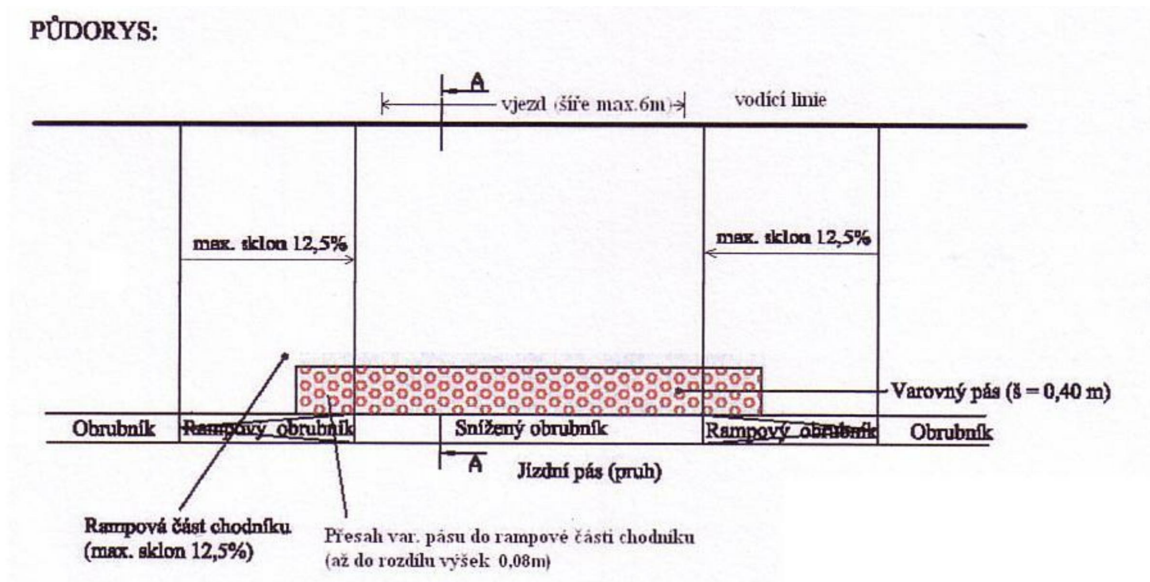 PŮDORYS:
A
vjezd (šíře max.6m)
vodící linie
max. sklon 12,5%
max. sklon 12,5%
Varovný pás (š = 0,40 m)
Obrubník
Rampový obrubník
Snížený obrubník
Rampový obrubník
Obrubník
A
Jízdní pás (pruh)
Rampová část chodníku
(max. sklon 12,5%)
Přesah var. pásu do rampové části chodníku
(až do rozdílu výšek 0,08m)